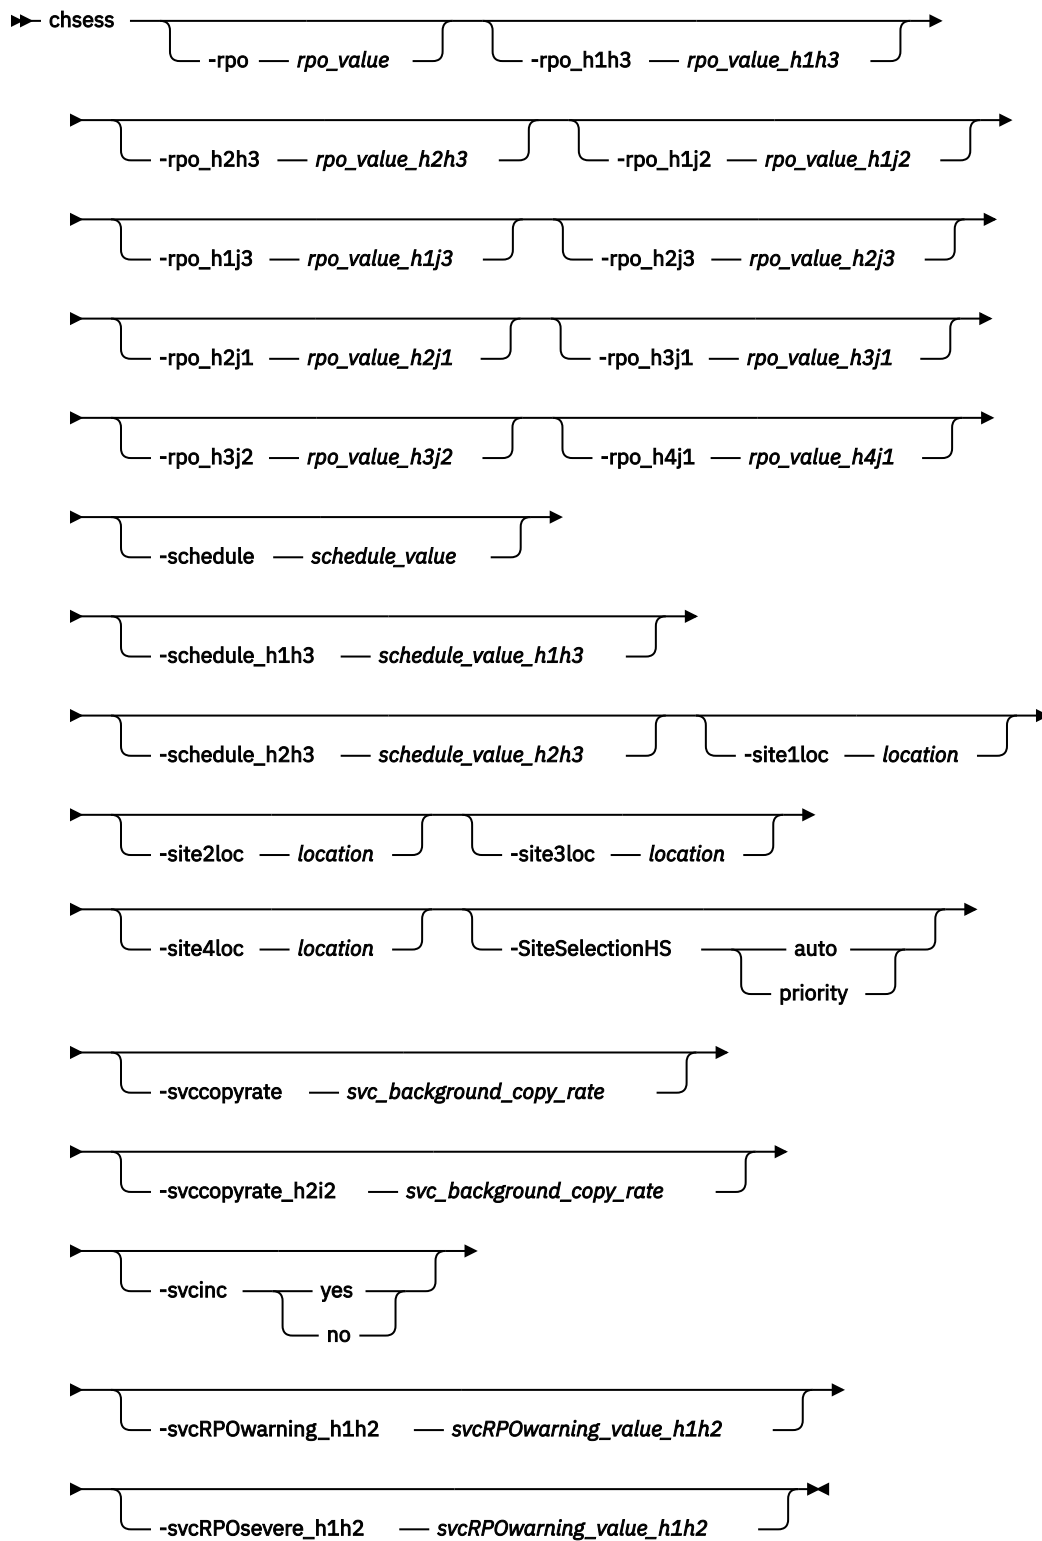 chsess
-rpo rpo_value -rpo_h1h3 rpo_value_h1h3
-rpo_h2h3 rpo_value_h2h3 -rpo_h1j2 rpo_value_h1j2
-rpo_h1j3 rpo_value_h1j3 -rpo_h2j3 rpo_value_h2j3
-rpo_h2j1 rpo_value_h2j1 -rpo_h3j1 rpo_value_h3j1
-rpo_h3j2 rpo_value_h3j2 -rpo_h4j1 rpo_value_h4j1
-schedule schedule_value
-schedule_h1h3 schedule_value_h1h3
-schedule_h2h3 schedule_value_h2h3 -site1loc location
-site2loc location -site3loc location
-site4loc location -SiteSelectionHS auto
priority
-svccopyrate svc_background_copy_rate
-svccopyrate_h2i2 svc_background_copy_rate
-svcinc yes
no
-svcRPOwarning_h1h2 svcRPOwarning_value_h1h2
-svcRPOsevere_h1h2 svcRPOwarning_value_h1h2